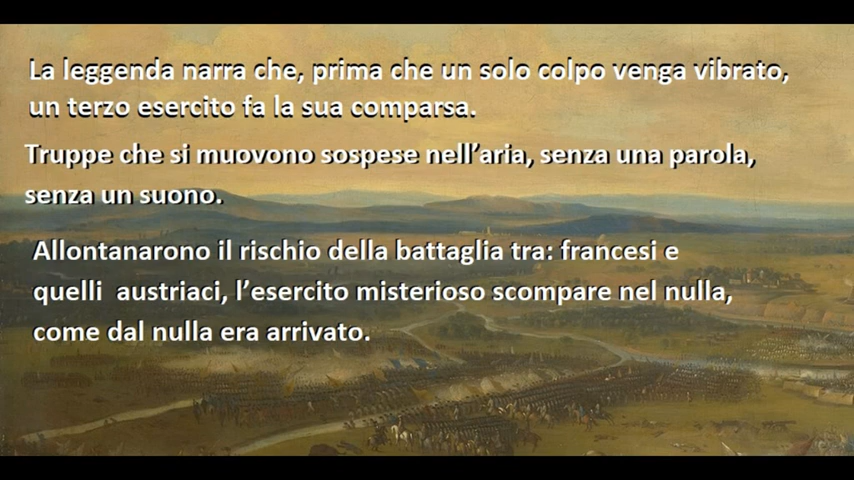 La leggenda narra che, prima che un solo colpo venga vibrato,
un terzo esercito fa la sua comparsa.
Truppe che si muovono sospese nell’aria, senza una parola,
senza un suono.
Allontanarono il rischio della battaglia tra: francesi e
quelli  austriaci, l’esercito misterioso scompare nel nulla,
come dal nulla era arrivato.